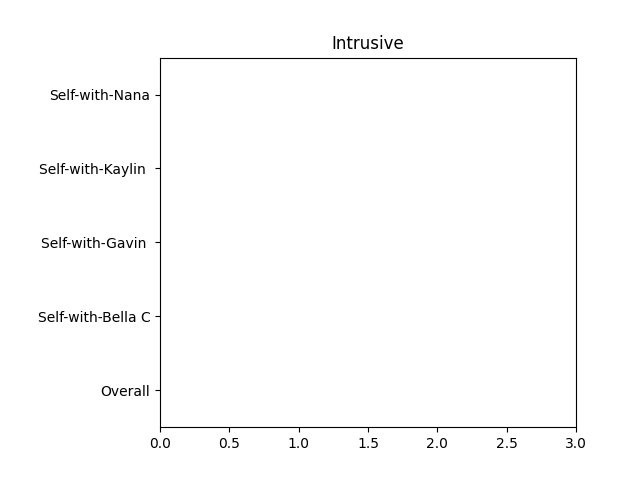 Intrusive
Self-with-Nana
Self-with-Kaylin
Self-with-Gavin
Self-with-Bella C
Overall
0.0 0.5 1.0 1.5 2.0 2.5 3.0